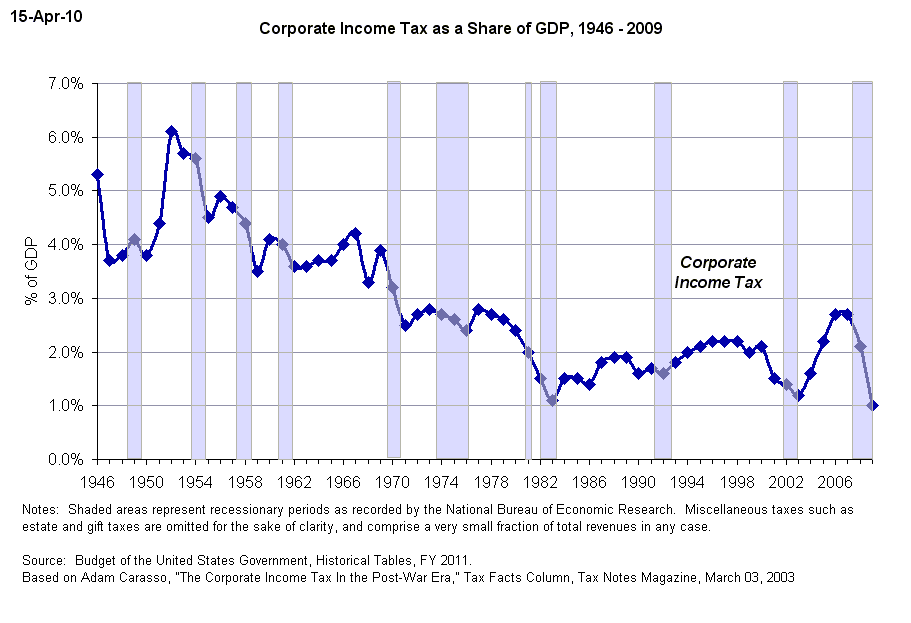 15-Apr-10
Corporate Income Tax as a Share of GDP, 1946 - 2009
7.0%
6.0%
5.0%
4.0%
3.0%
2.0%
1.0%
0.0%
% of GDP
Corporate
Income Tax
1946 1950 1954 1958 1962 1966 1970 1974 1978 1982 1986 1990 1994 1998 2002 2006
Notes: Shaded areas represent recessionary periods as recorded by the National Bureau of Economic Research. Miscellaneous taxes such as
estate and gift taxes are omitted for the sake of clarity, and comprise a very small fraction of total revenues in any case.
Source: Budget of the United States Government, Historical Tables, FY 2011.
Based on Adam Carasso, "The Corporate Income Tax In the Post-War Era," Tax Facts Column, Tax Notes Magazine, March 03, 2003